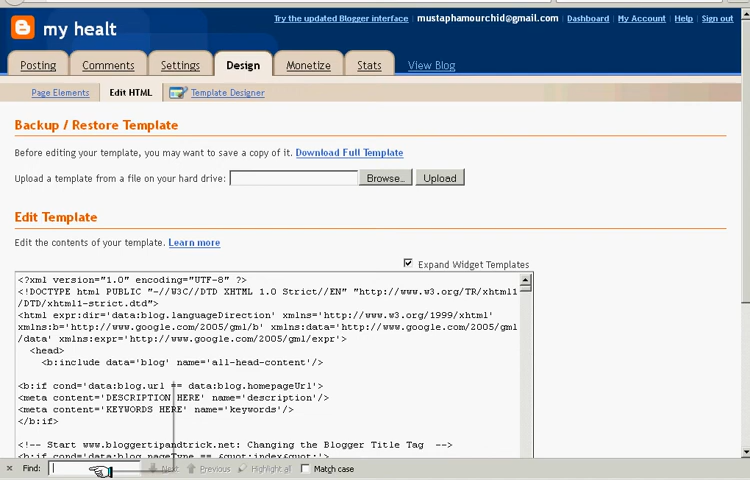 Try the updated Blogger interface mustaphamourchid@gmail.com Dashboard My Account Help Sign out
my healt
Posting Comments Settings Design Monetize Stats View Blog
Page Elements Edit HTML Template Designer
Backup / Restore Template
Before editing your template, you may want to save a copy of it. Download Full Template
Upload a template from a file on your hard drive: Browse... Upload
Edit Template
Edit the contents of your template. Learn more
Expand Widget Templates
<?xml version="1.0" encoding="UTF-8" ?>
<!DOCTYPE html PUBLIC "-//W3C//DTD XHTML 1.0 Strict//EN" "http://www.w3.org/TR/xhtml1
/DTD/xhtml1-strict.dtd">
<html expr:dir='data:blog.languageDirection' xmlns='http://www.w3.org/1999/xhtml'
xmlns:b='http://www.google.com/2005/gml/b' xmlns:data='http://www.google.com/2005/gml
/data' xmlns:expr='http://www.google.com/2005/gml/expr'>
<head>
<b:include data='blog' name='all-head-content'/>
<b:if cond='data:blog.url == data:blog.homepageUrl'>
<meta content='DESCRIPTION HERE' name='description'/>
<meta content='KEYWORDS HERE' name='keywords'/>
</b:if>
<!-- Start www.bloggertipandtrick.net: Changing the Blogger Title Tag -->
<b:if cond='data:blog.pageType == &quot;index&quot;'>
Find: Next Previous Highlight all Match case